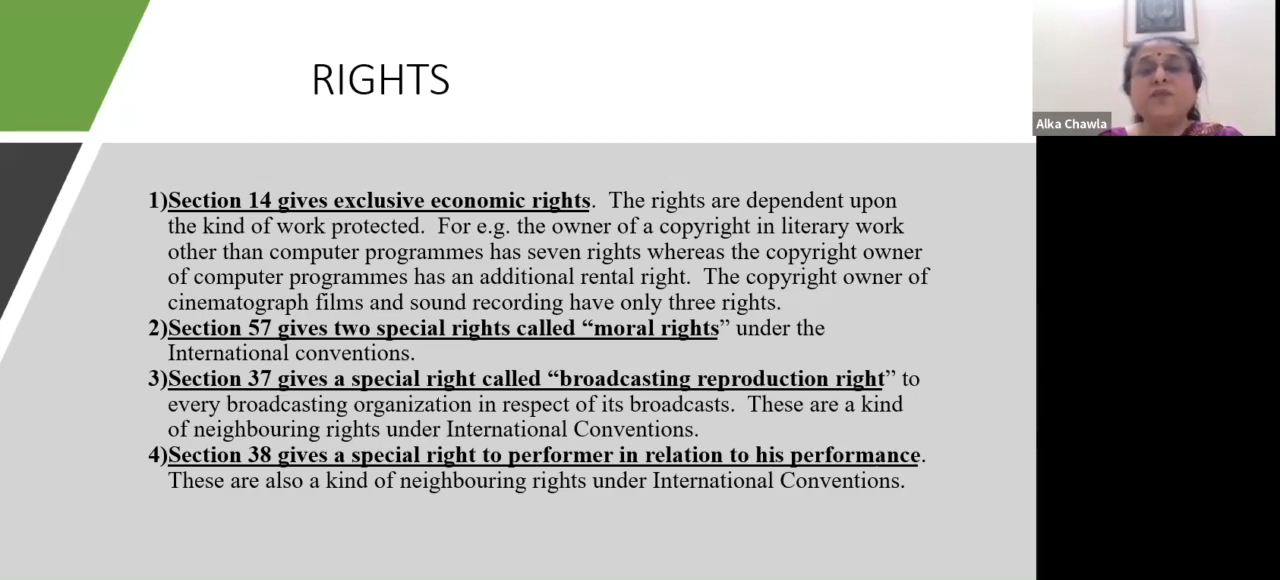 RIGHTS
Alka Chawla
1)Section 14 gives exclusive economic rights. The rights are dependent upon
the kind of work protected. For e.g. the owner of a copyright in literary work
other than computer programmes has seven rights whereas the copyright owner
of computer programmes has an additional rental right. The copyright owner of
cinematograph films and sound recording have only three rights.
2)Section 57 gives two special rights called “moral rights” under the
International conventions.
3)Section 37 gives a special right called “broadcasting reproduction right” to
every broadcasting organization in respect of its broadcasts. These are a kind
of neighbouring rights under International Conventions.
4)Section 38 gives a special right to performer in relation to his performance.
These are also a kind of neighbouring rights under International Conventions.